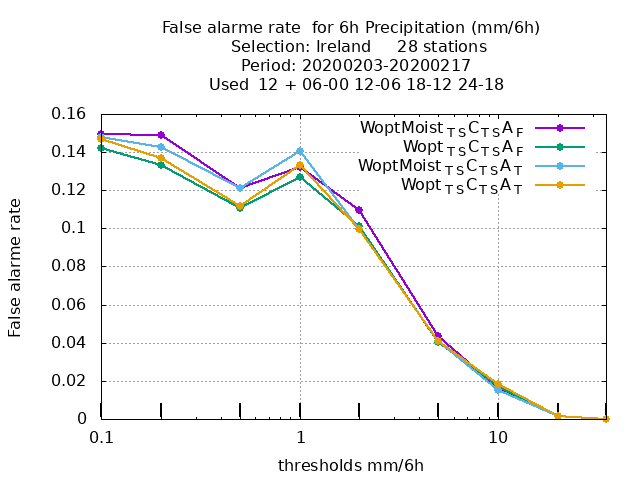 False alarme rate  for 6h Precipitation (mm/6h)
Selection: Ireland     28 stations
Period: 20200203-20200217
Used  12 + 06-00 12-06 18-12 24-18
0.16
0.14
0.12
0.1
0.08
0.06
0.04
0.02
0
False alarme rate
WoptMoist_TS C_TS A_F
Wopt_TS C_TS A_F
WoptMoist_TS C_TS A_T
Wopt_TS C_TS A_T
0.1 1 10
thresholds mm/6h